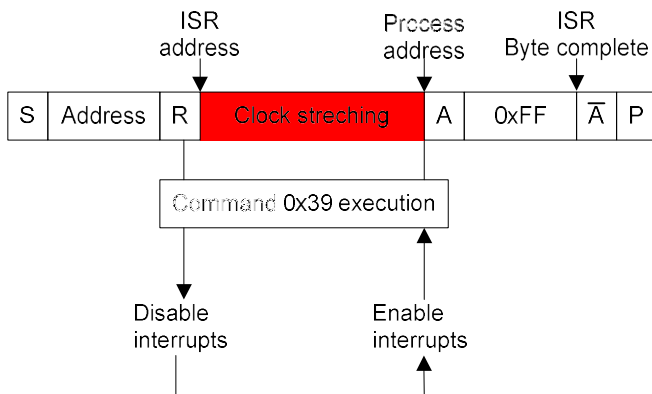 ISR
address
Process
address
ISR
Byte complete
S
Address
R
Clock streching
A
0xFF
A̅
P
Command 0x39 execution
Disable
interrupts
Enable
interrupts